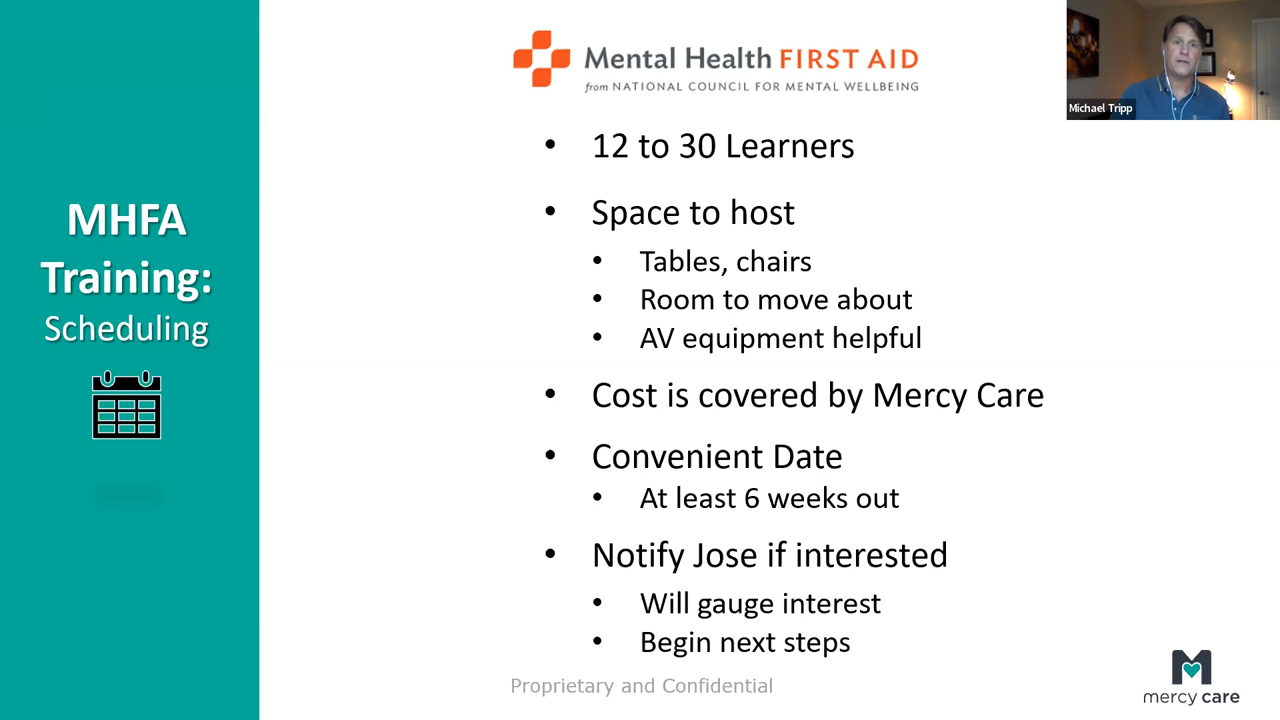 Mental Health FIRST AID
from NATIONAL COUNCIL FOR MENTAL WELLBEING
Michael Tripp
MHFA
Training:
Scheduling
• 12 to 30 Learners
• Space to host
• Tables, chairs
• Room to move about
• AV equipment helpful
• Cost is covered by Mercy Care
• Convenient Date
• At least 6 weeks out
• Notify Jose if interested
• Will gauge interest
• Begin next steps
Proprietary and Confidential
mercy care